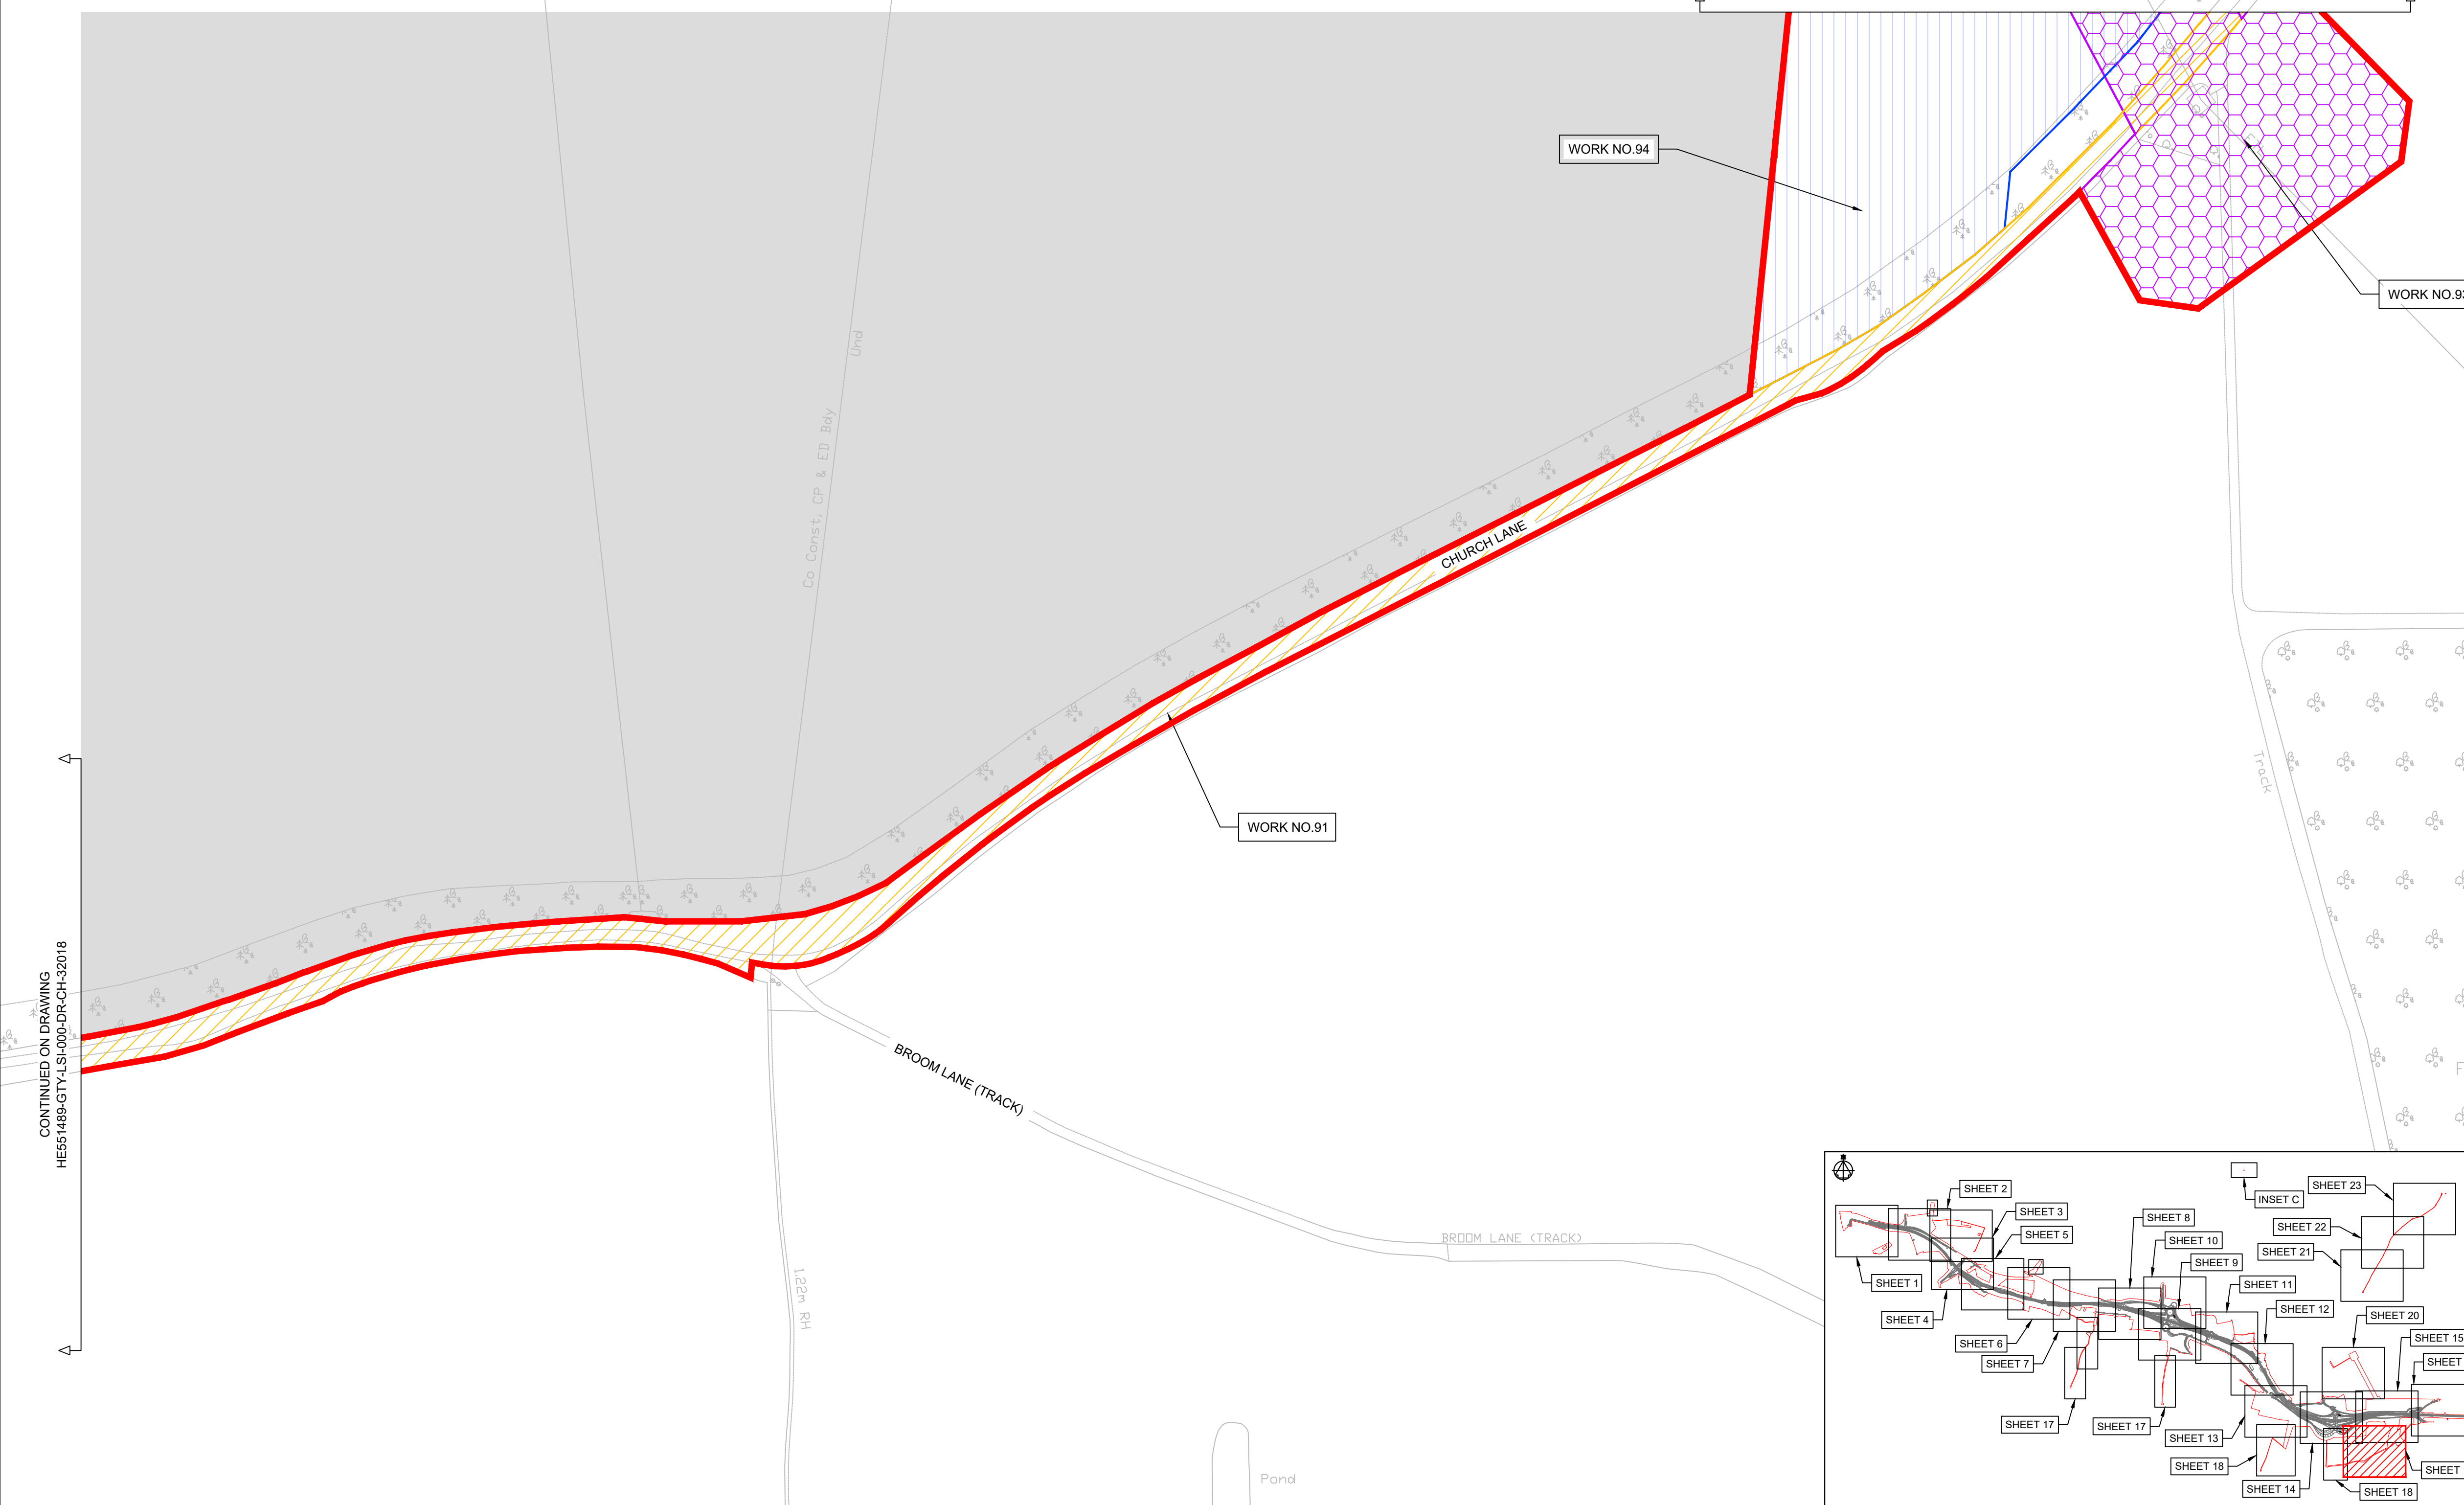 WORK NO.94
WORK NO.93
Und
Co Const, CP & ED Bdy
CHURCH LANE
WORK NO.91
Track
CONTINUED ON DRAWING
HE551489-GTY-LSI-000-DR-CH-32018
BROOM LANE (TRACK)
BROOM LANE (TRACK)
1.22m RH
Pond
F
SHEET 2
SHEET 3
SHEET 5
SHEET 8
SHEET 10
SHEET 9
SHEET 11
SHEET 12
INSET C
SHEET 23
SHEET 22
SHEET 21
SHEET 1
SHEET 4
SHEET 6
SHEET 7
SHEET 20
SHEET 15
SHEET
SHEET 17
SHEET 17
SHEET 13
SHEET 18
SHEET 14
SHEET 18
SHEET